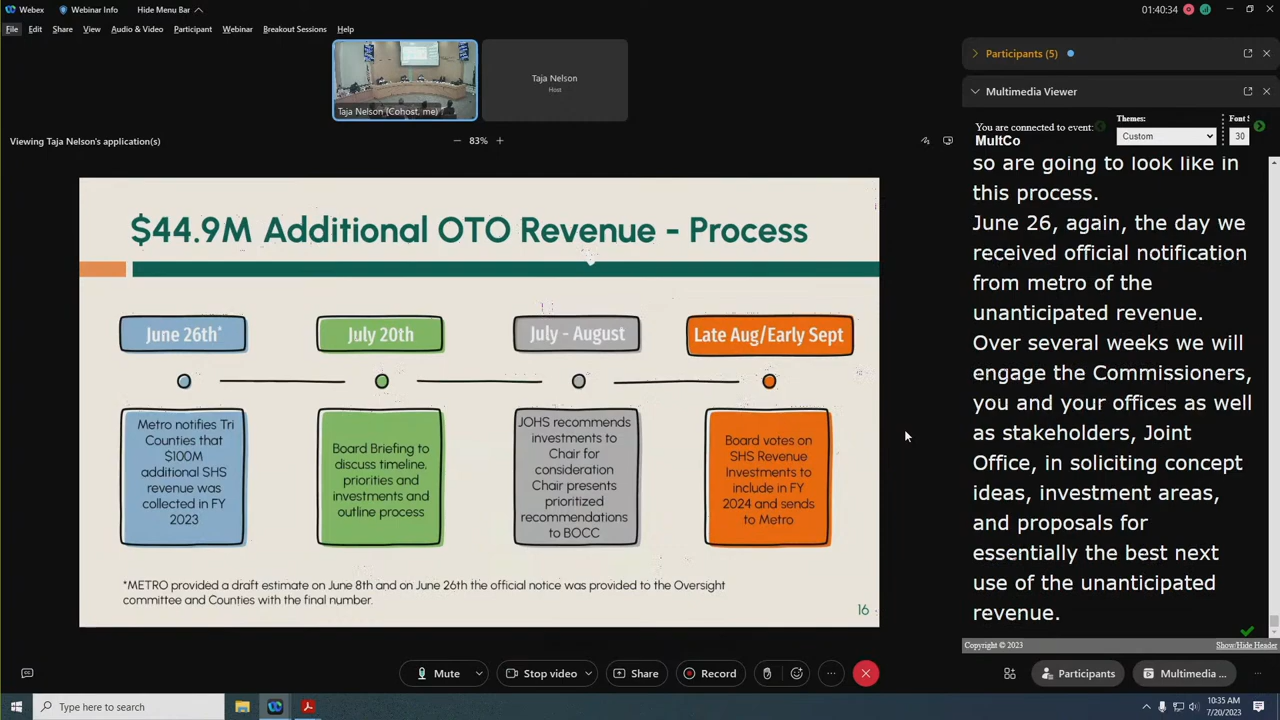 Webex
Webinar Info
Hide Menu Bar
01:40:34
File Edit Share View Audio & Video Participant Webinar Breakout Sessions Help
Taja Nelson (Cohost, me)
Taja Nelson
Host
Viewing Taja Nelson's application(s)
83%
$44.9M Additional OTO Revenue - Process
June 26th*
July 20th
July - August
Late Aug/Early Sept
Metro notifies Tri
Counties that
$100M
additional SHS
revenue was
collected in FY
2023
Board Briefing to
discuss timeline,
priorities and
investments and
outline process
JOHS recommends
investments to
Chair for
consideration
Chair presents
prioritized
recommendations
to BOCC
Board votes on
SHS Revenue
Investments to
include in FY
2024 and sends
to Metro
*METRO provided a draft estimate on June 8th and on June 26th the official notice was provided to the Oversight
committee and Counties with the final number.
16
Participants (5)
Multimedia Viewer
You are connected to event:
MultCo
Themes:
Custom
Font
30
so are going to look like in
this process.
June 26, again, the day we
received official notification
from metro of the
unanticipated revenue.
Over several weeks we will
engage the Commissioners,
you and your offices as well
as stakeholders, Joint
Office, in soliciting concept
ideas, investment areas,
and proposals for
essentially the best next
use of the unanticipated
revenue.
Copyright © 2023
Show/Hide Header
Mute
Stop video
Share
Record
Participants
Multimedia ...
Type here to search
10:35 AM
7/20/2023